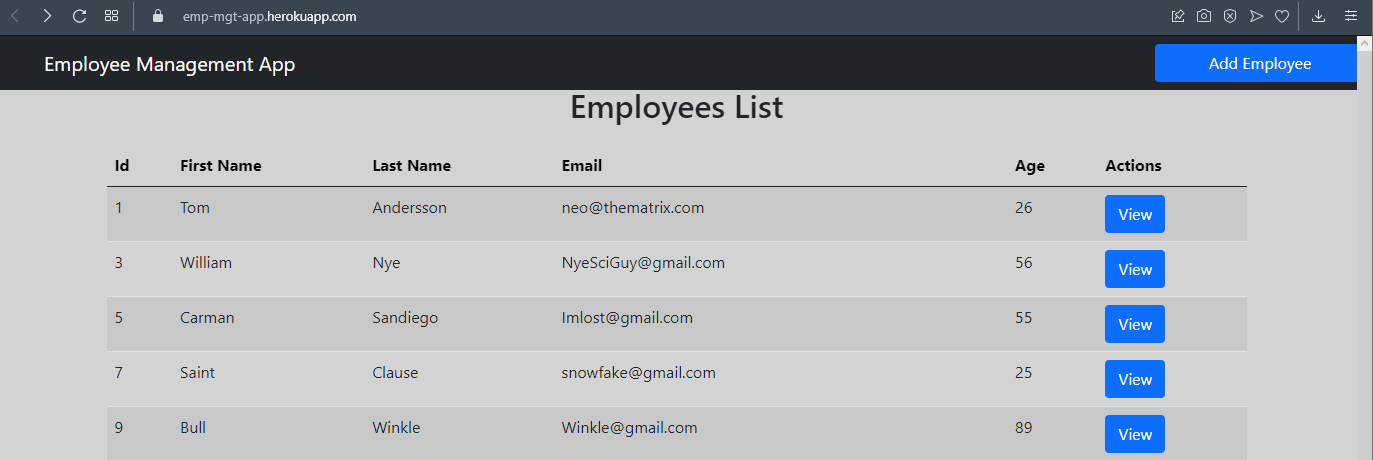 emp-mgt-app.herokuapp.com
Employee Management App Add Employee
Employees List
Id First Name Last Name Email Age Actions
1 Tom Andersson neo@thematrix.com 26 View
3 William Nye NyeSciGuy@gmail.com 56 View
5 Carman Sandiego Imlost@gmail.com 55 View
7 Saint Clause snowfake@gmail.com 25 View
9 Bull Winkle Winkle@gmail.com 89 View